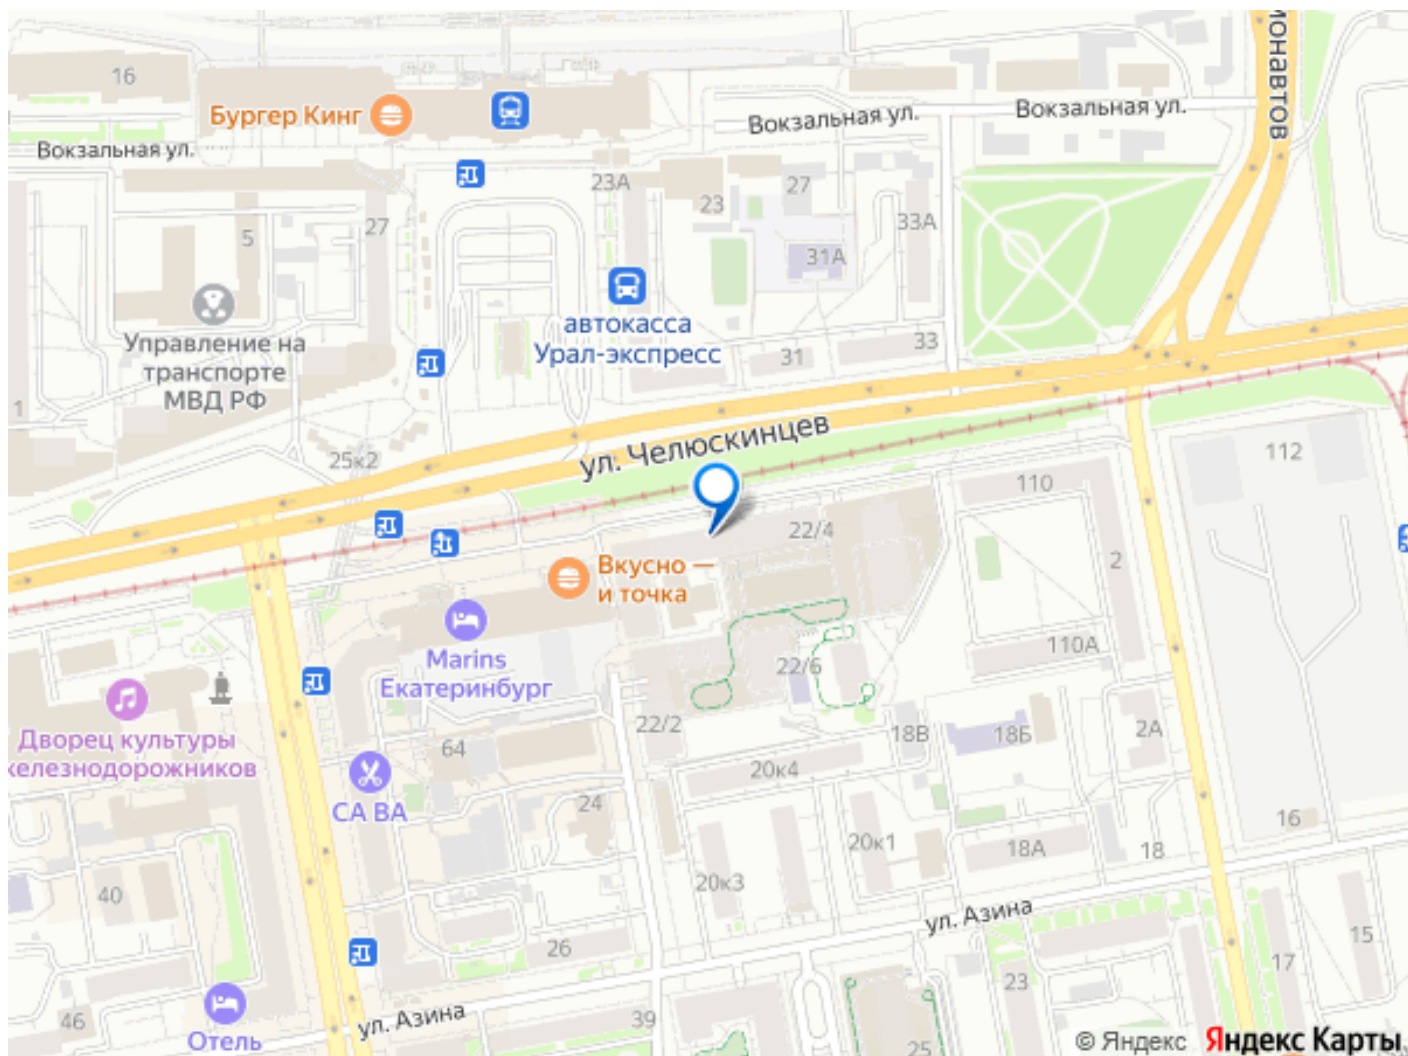 16
Бургер Кинг
Вокзальная ул.
Вокзальная ул.
Вокзальная ул.
монавтов
23А
23
27
33А
31А
27
5
Управление на
транспорте
МВД РФ
1
автокасса
Урал-экспресс
31
33
25к2
ул. Челюскинцев
110
112
22/4
2
Вкусно —
и точка
Marins
Екатеринбург
110А
22/6
22/2
18В
18Б
2А
Дворец культуры
железнодорожников
64
СА ВА
20к4
24
16
20к1
18А
18
40
20к3
ул. Азина
26
15
17
23
46
Отель
ул. Азина
39
25
© Яндекс
Яндекс Карты